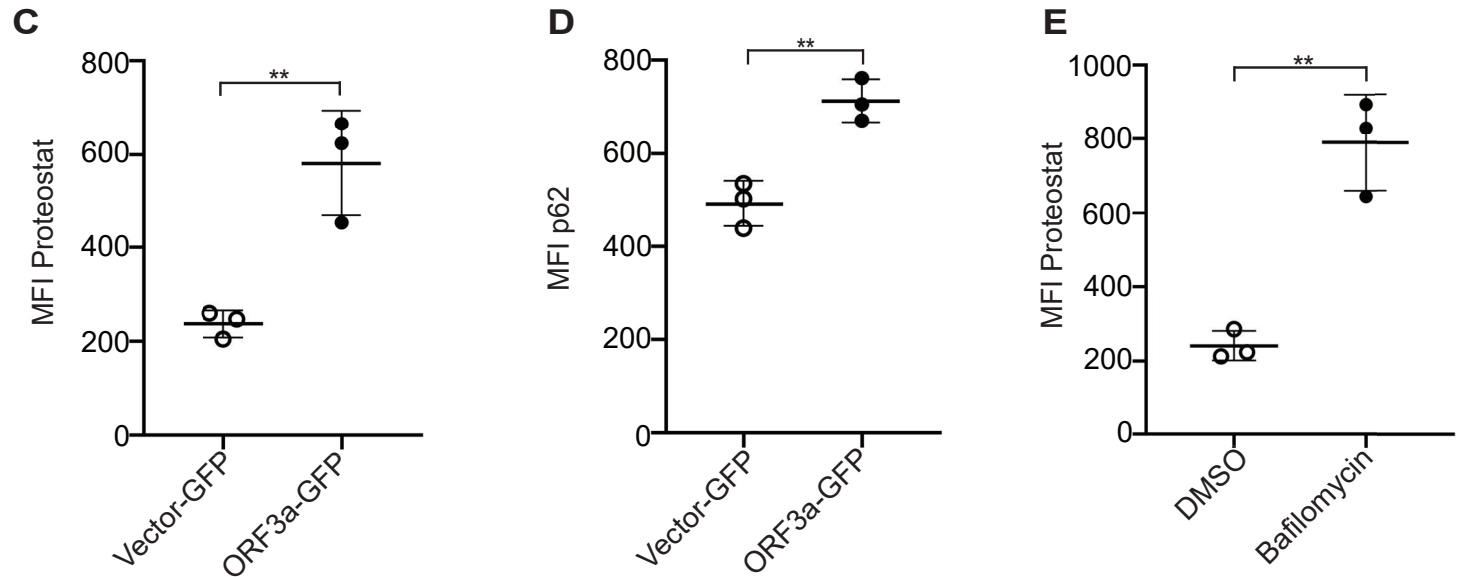 C
MFI Proteostat
800
600
400
200
0
**
Vector-GFP
ORF3a-GFP
D
MFI p62
800
600
400
200
0
**
Vector-GFP
ORF3a-GFP
E
MFI Proteostat
1000
800
600
400
200
0
**
DMSO
Bafilomycin